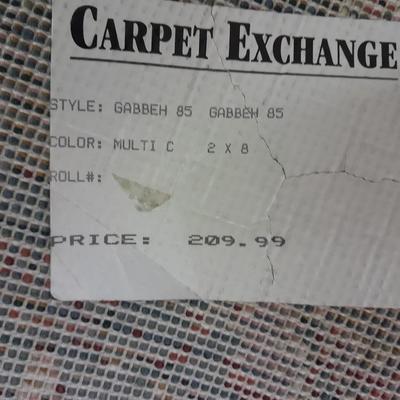 CARPET EXCHANGE
STYLE: GABBEH 85 GABBEH 85
COLOR: MULTI C 2 X 8
ROLL#:
PRICE: 209.99